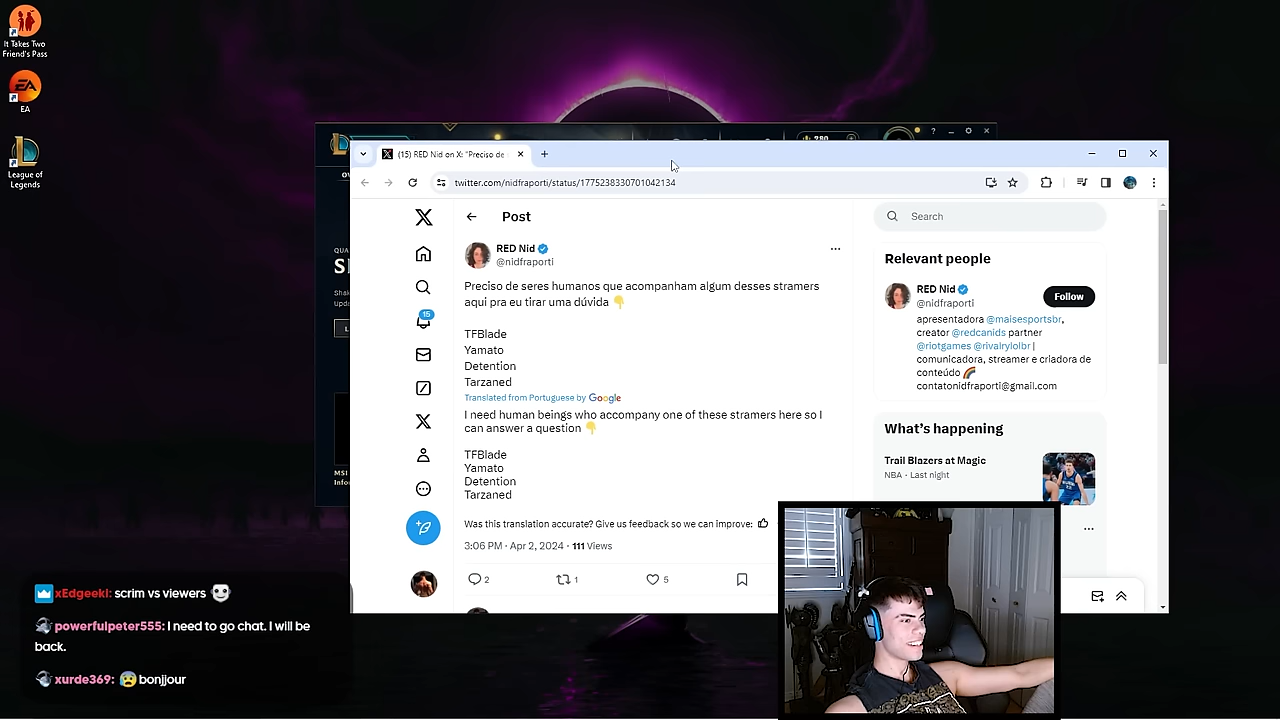 It Takes Two
Friend's Pass
EA
League of
Legends
280
(15) RED Nid on X: "Preciso de
twitter.com/nidfraporti/status/1775238330701042134
Post
RED Nid
@nidfraporti
Preciso de seres humanos que acompanham algum desses stramers
aqui pra eu tirar uma dúvida 👇
TFBlade
Yamato
Detention
Tarzaned
Translated from Portuguese by Google
I need human beings who accompany one of these stramers here so I
can answer a question 👇
TFBlade
Yamato
Detention
Tarzaned
Was this translation accurate? Give us feedback so we can improve:
3:06 PM · Apr 2, 2024 · 111 Views
2
1
5
15
Search
Relevant people
RED Nid
@nidfraporti
Follow
apresentadora @maisesportsbr,
creator @redcanids partner
@riotgames @rivalrylolbr |
comunicadora, streamer e criadora de
conteúdo 🌈
contatonidfraporti@gmail.com
What's happening
Trail Blazers at Magic
NBA · Last night
MSI
xEdgeeki: scrim vs viewers
powerfulpeter555: I need to go chat. I will be
back.
xurde369: 😰 bonjjour